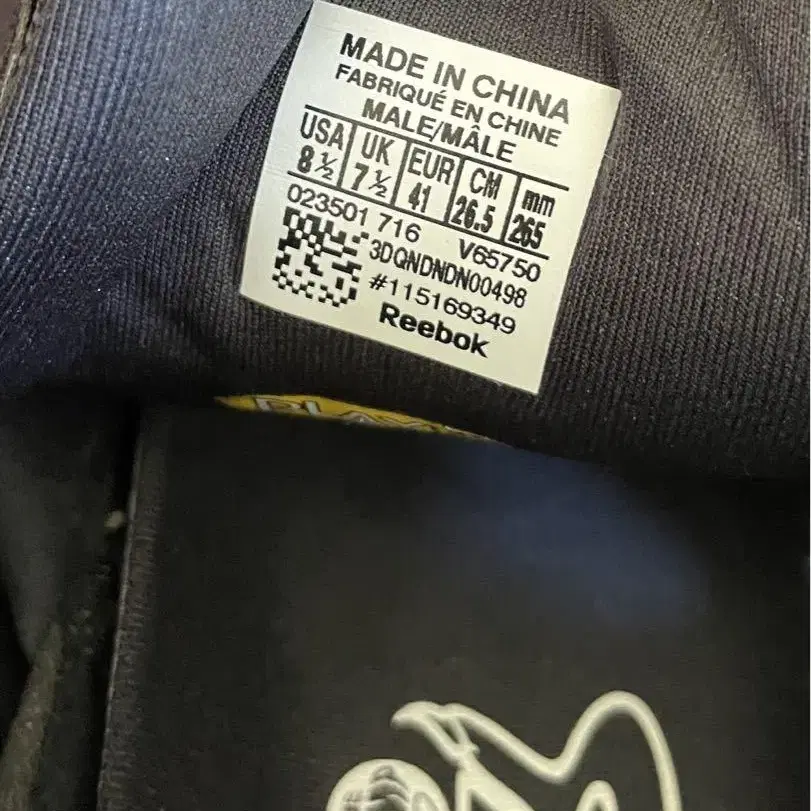 MADE IN CHINA
FABRIQUÉ EN CHINE
MALE/MÂLE
USA UK EUR CM mm
8½ 7½ 41 26.5 265
023501 716 V65750
3DQNDNDN00498
#115169349
Reebok